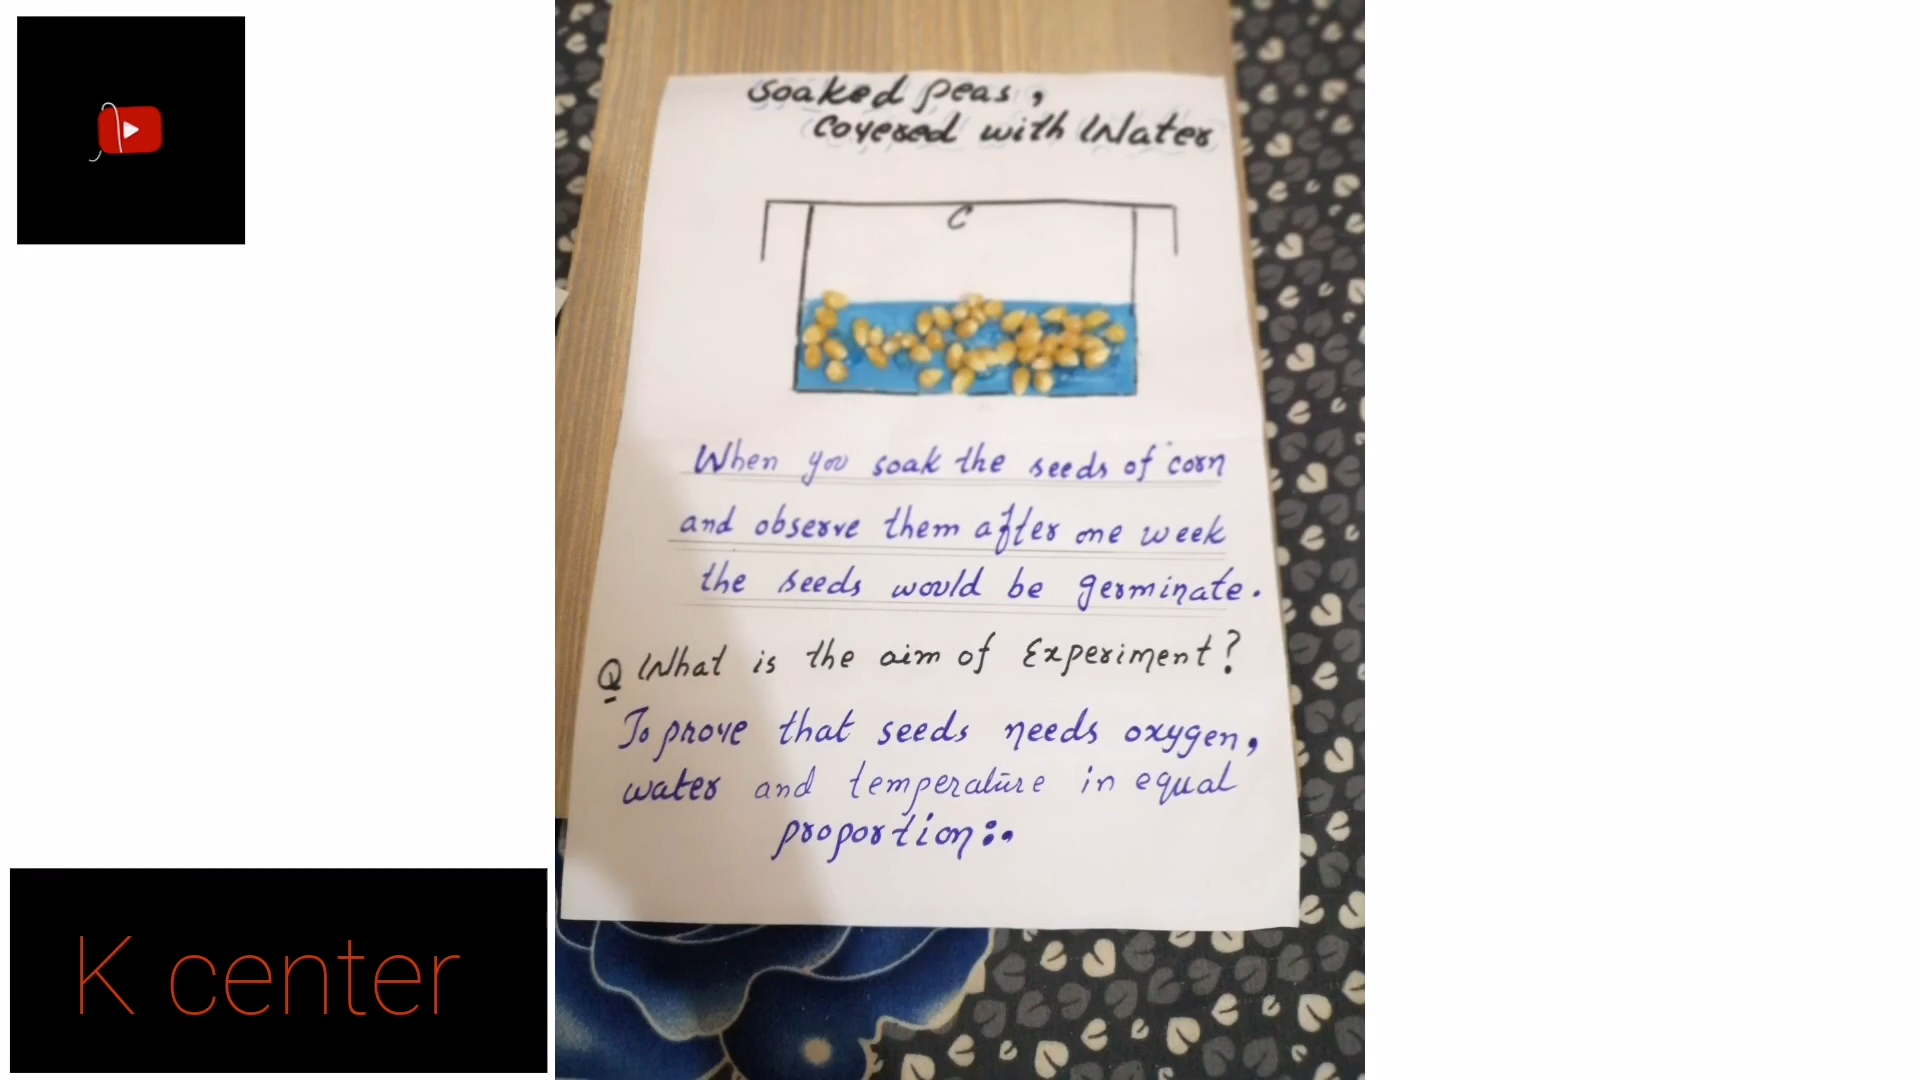 Soaked peas,
Covered with Water
C
When you soak the seeds of corn
and observe them after one week
the seeds would be germinate.
Q What is the aim of Experiment?
To prove that seeds needs oxygen,
water and temperature in equal
proportion:.
K center